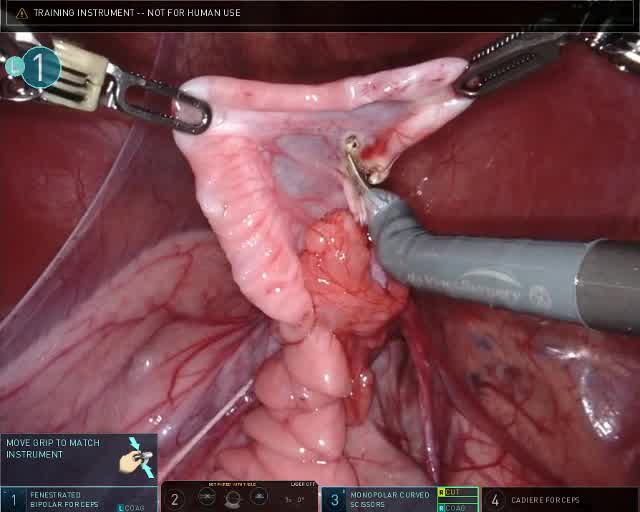 TRAINING INSTRUMENT -- NOT FOR HUMAN USE
L 1
MOVE GRIP TO MATCH
INSTRUMENT
1 FENESTRATED
BIPOLAR FORCEPS
L COAG
2
3 MONOPOLAR CURVED
SCISSORS
R CUT
R COAG
4 CADIERE FORCEPS